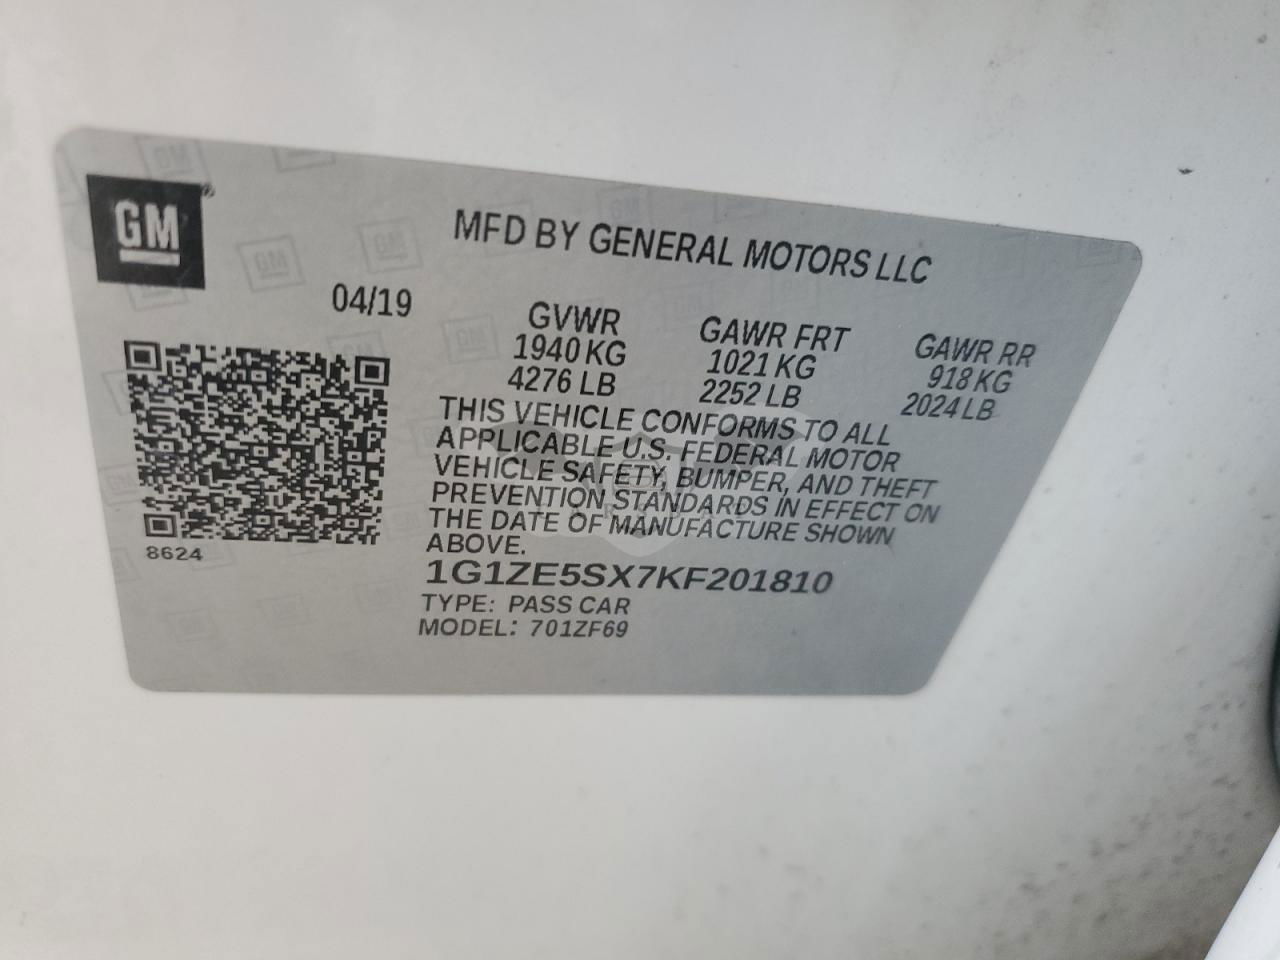 GM®
MFD BY GENERAL MOTORS LLC
04/19
GVWR GAWR FRT GAWR RR
1940 KG 1021 KG 918 KG
4276 LB 2252 LB 2024 LB
THIS VEHICLE CONFORMS TO ALL
APPLICABLE U.S. FEDERAL MOTOR
VEHICLE SAFETY, BUMPER, AND THEFT
PREVENTION STANDARDS IN EFFECT ON
THE DATE OF MANUFACTURE SHOWN
ABOVE.
8624
1G1ZE5SX7KF201810
TYPE: PASS CAR
MODEL: 701ZF69